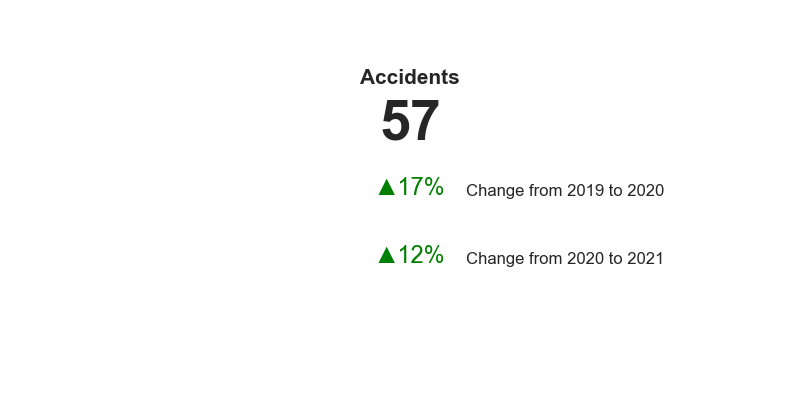 Accidents
57
▲17% Change from 2019 to 2020
▲12% Change from 2020 to 2021